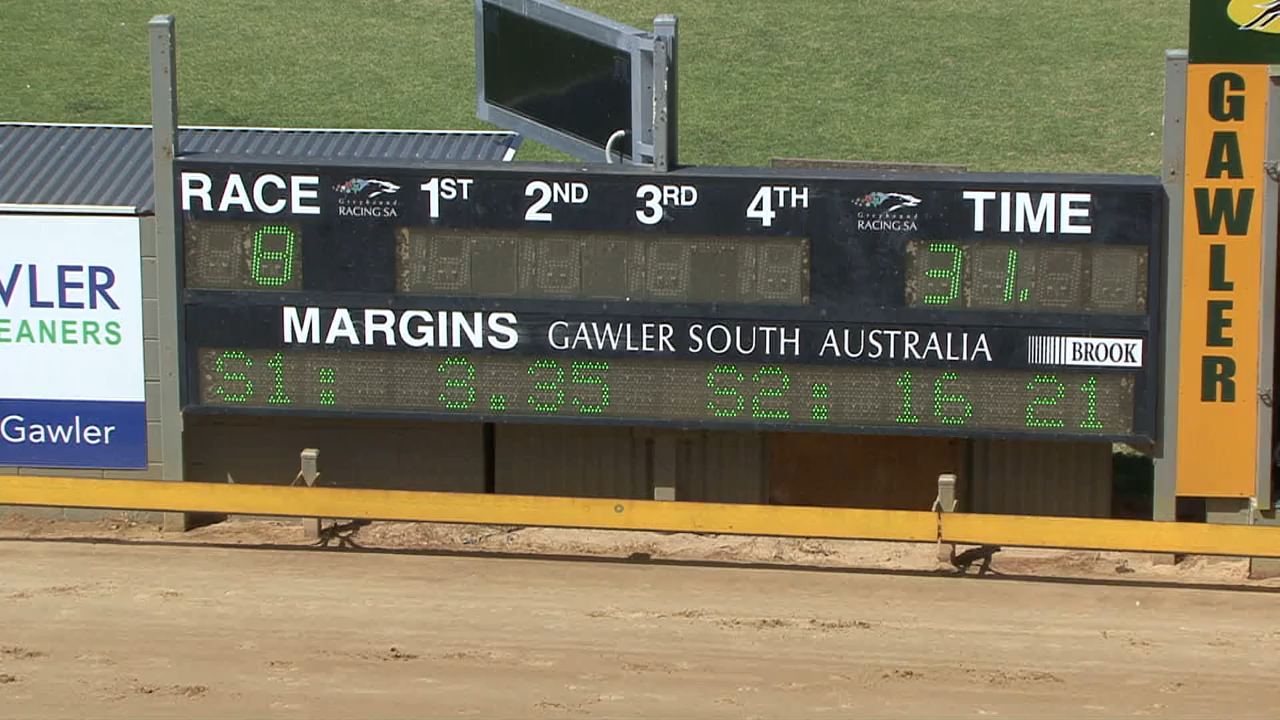 RACE Greyhound RACING SA 1ST 2ND 3RD 4TH Greyhound RACING SA TIME
8 31.
MARGINS GAWLER SOUTH AUSTRALIA BROOK
S1: 3.35 S2: 16 21
WLER
EANERS
Gawler
GAWLER